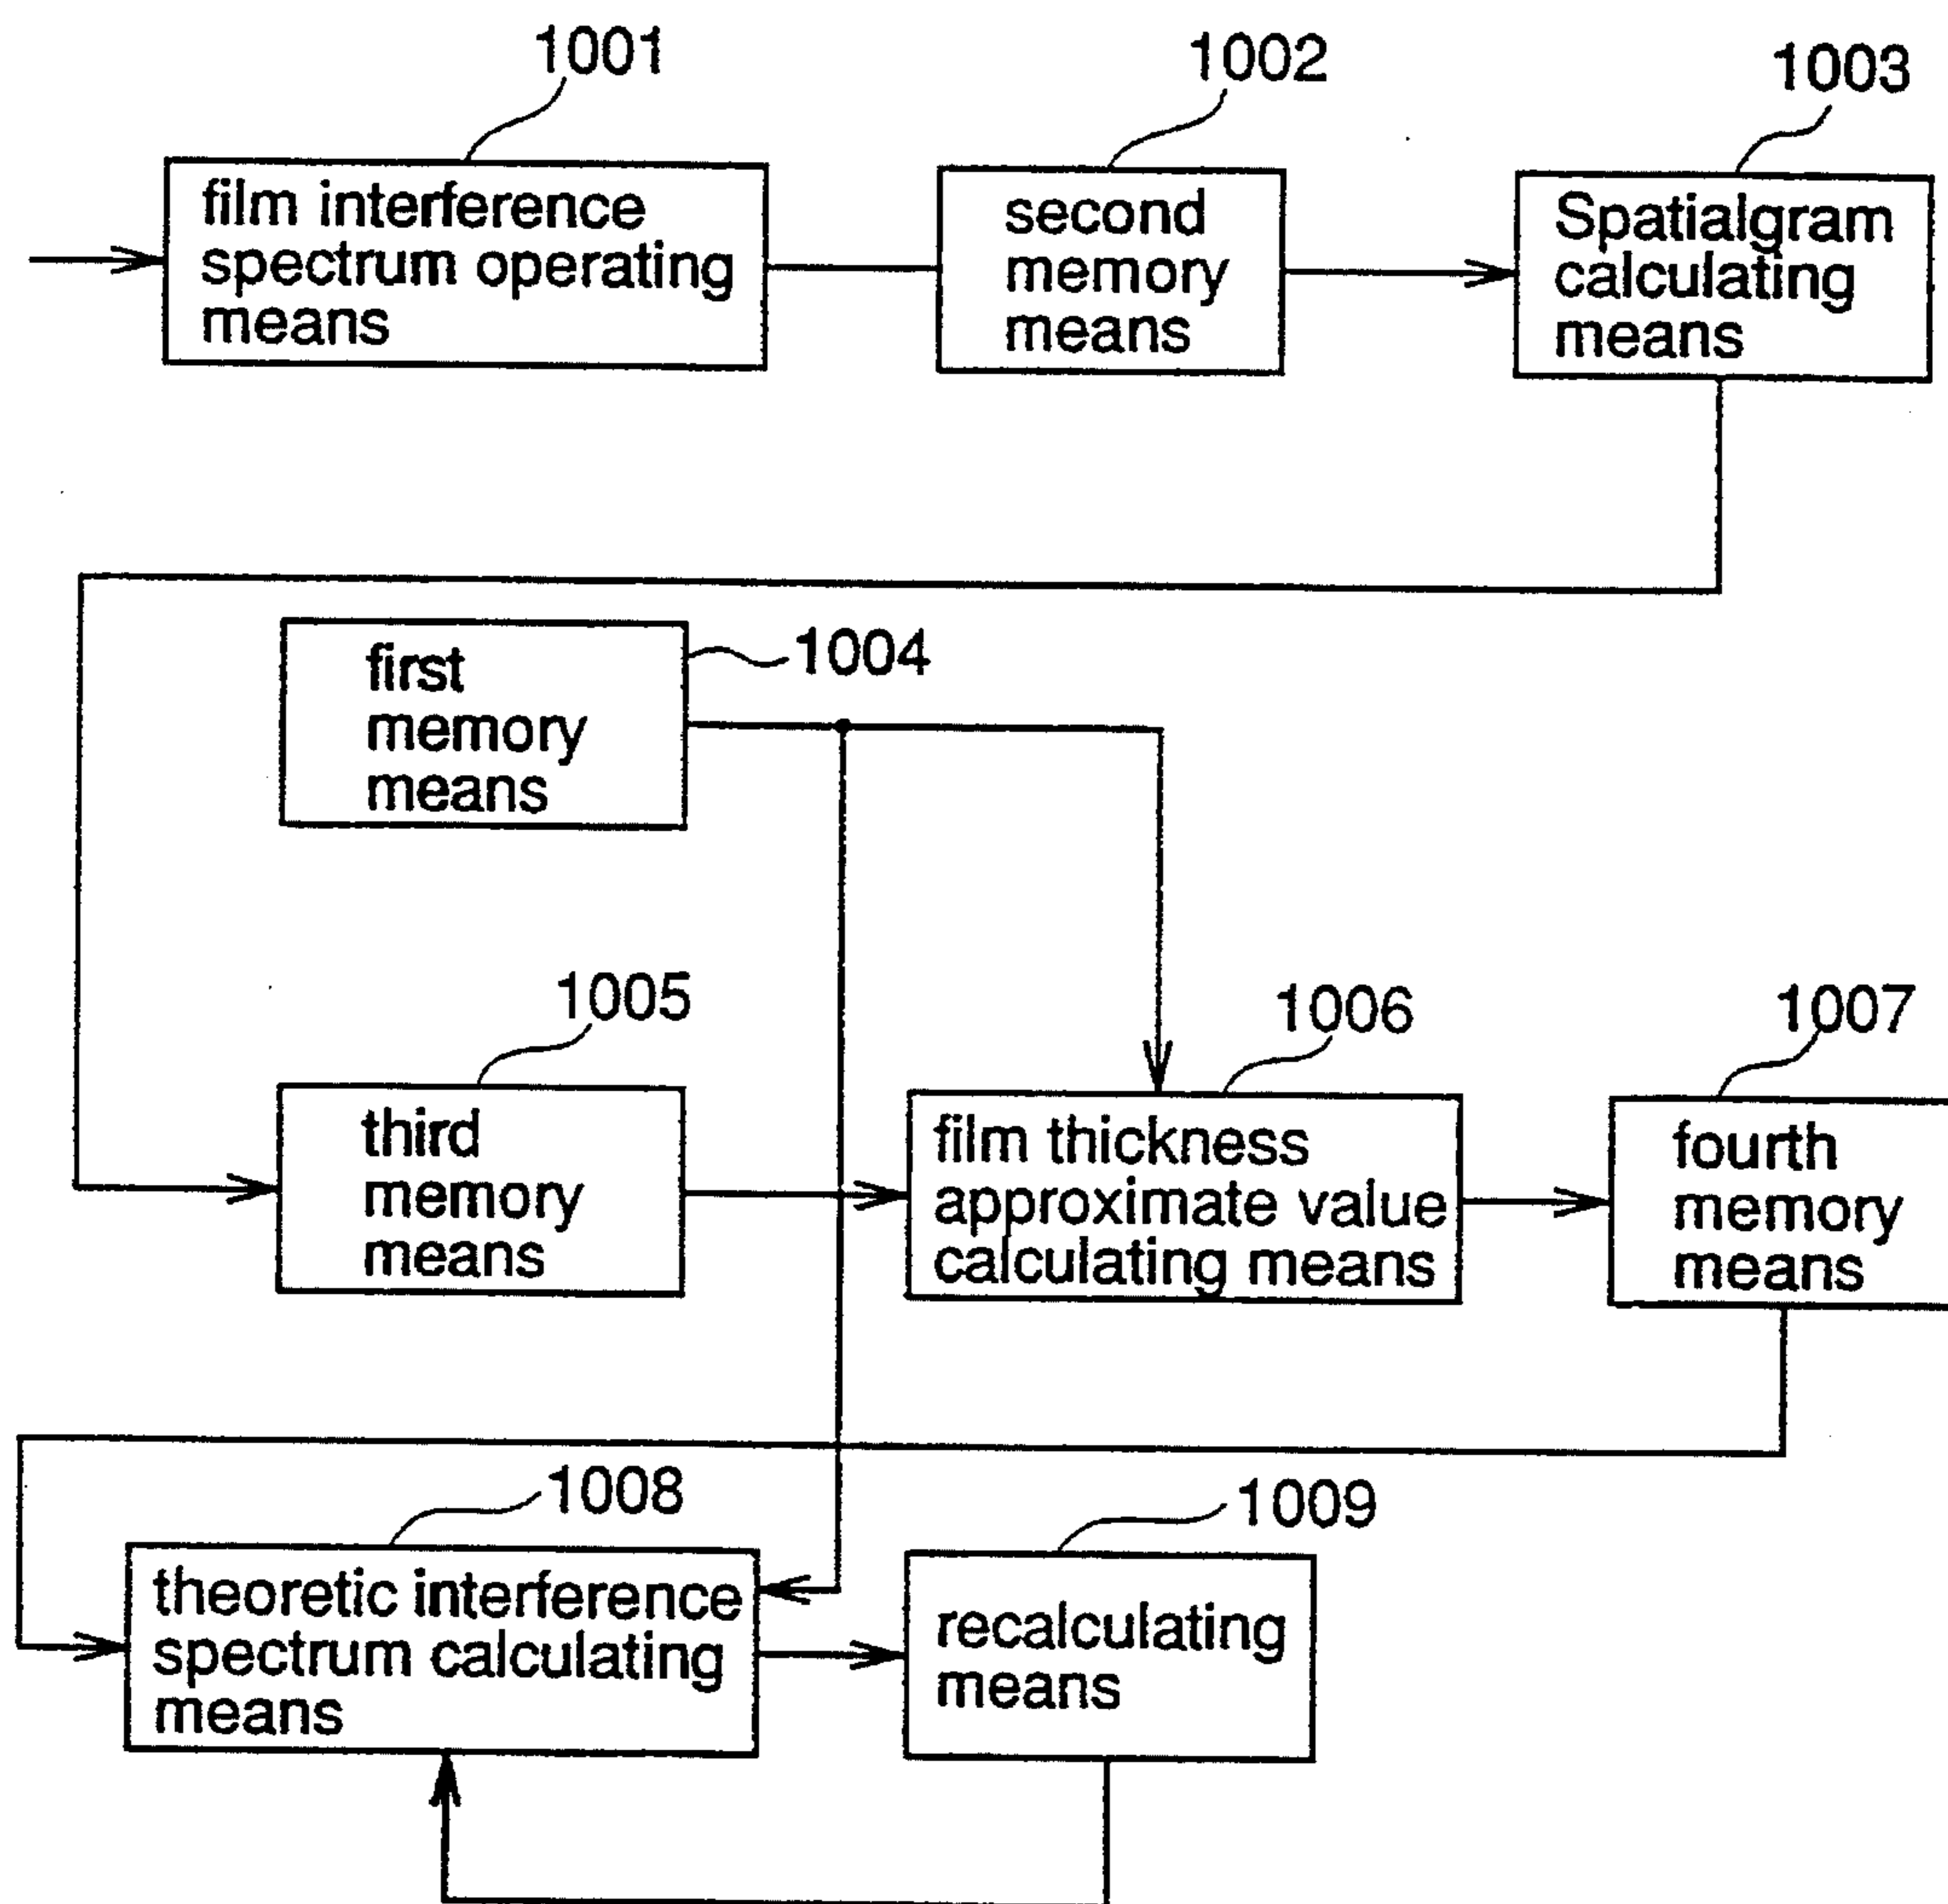 1001
1002
1003
film interference
spectrum operating
means
second
memory
means
Spatialgram
calculating
means
first
memory
means
1004
1005
1006
1007
third
memory
means
film thickness
approximate value
calculating means
fourth
memory
means
1008
1009
theoretic interference
spectrum calculating
means
recalculating
means